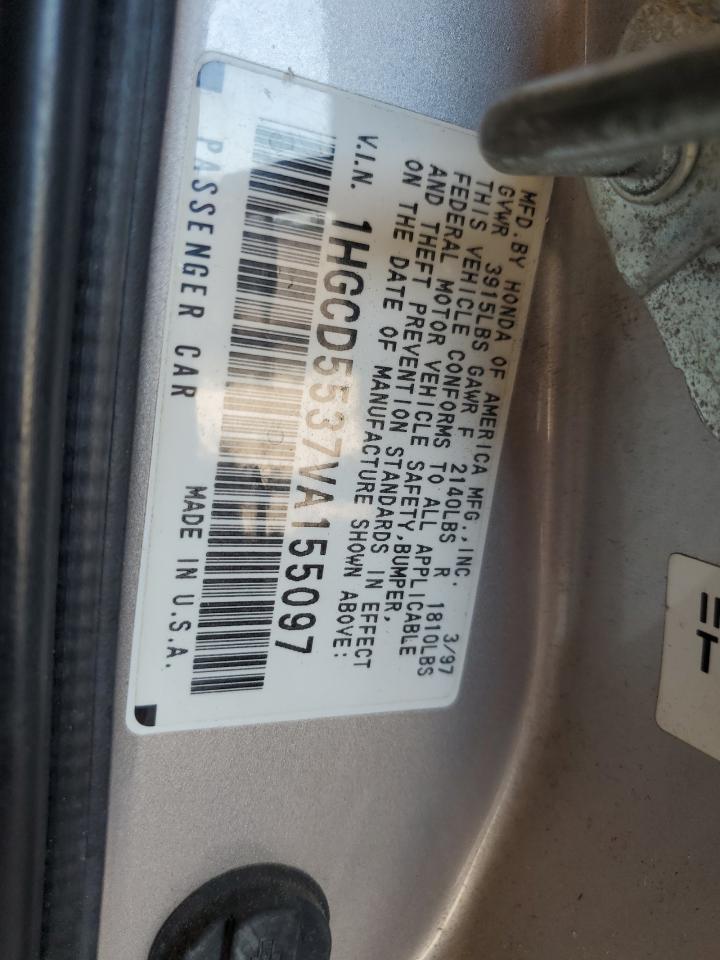 MFD. BY HONDA OF AMERICA MFG., INC. 3/97
GVWR 3915LBS GAWR F 2140LBS R 1810LBS
THIS VEHICLE CONFORMS TO ALL APPLICABLE
FEDERAL MOTOR VEHICLE SAFETY, BUMPER,
AND THEFT PREVENTION STANDARDS IN EFFECT
ON THE DATE OF MANUFACTURE SHOWN ABOVE:
V.I.N. 1HGCD5537VA155097
PASSENGER CAR MADE IN U.S.A.